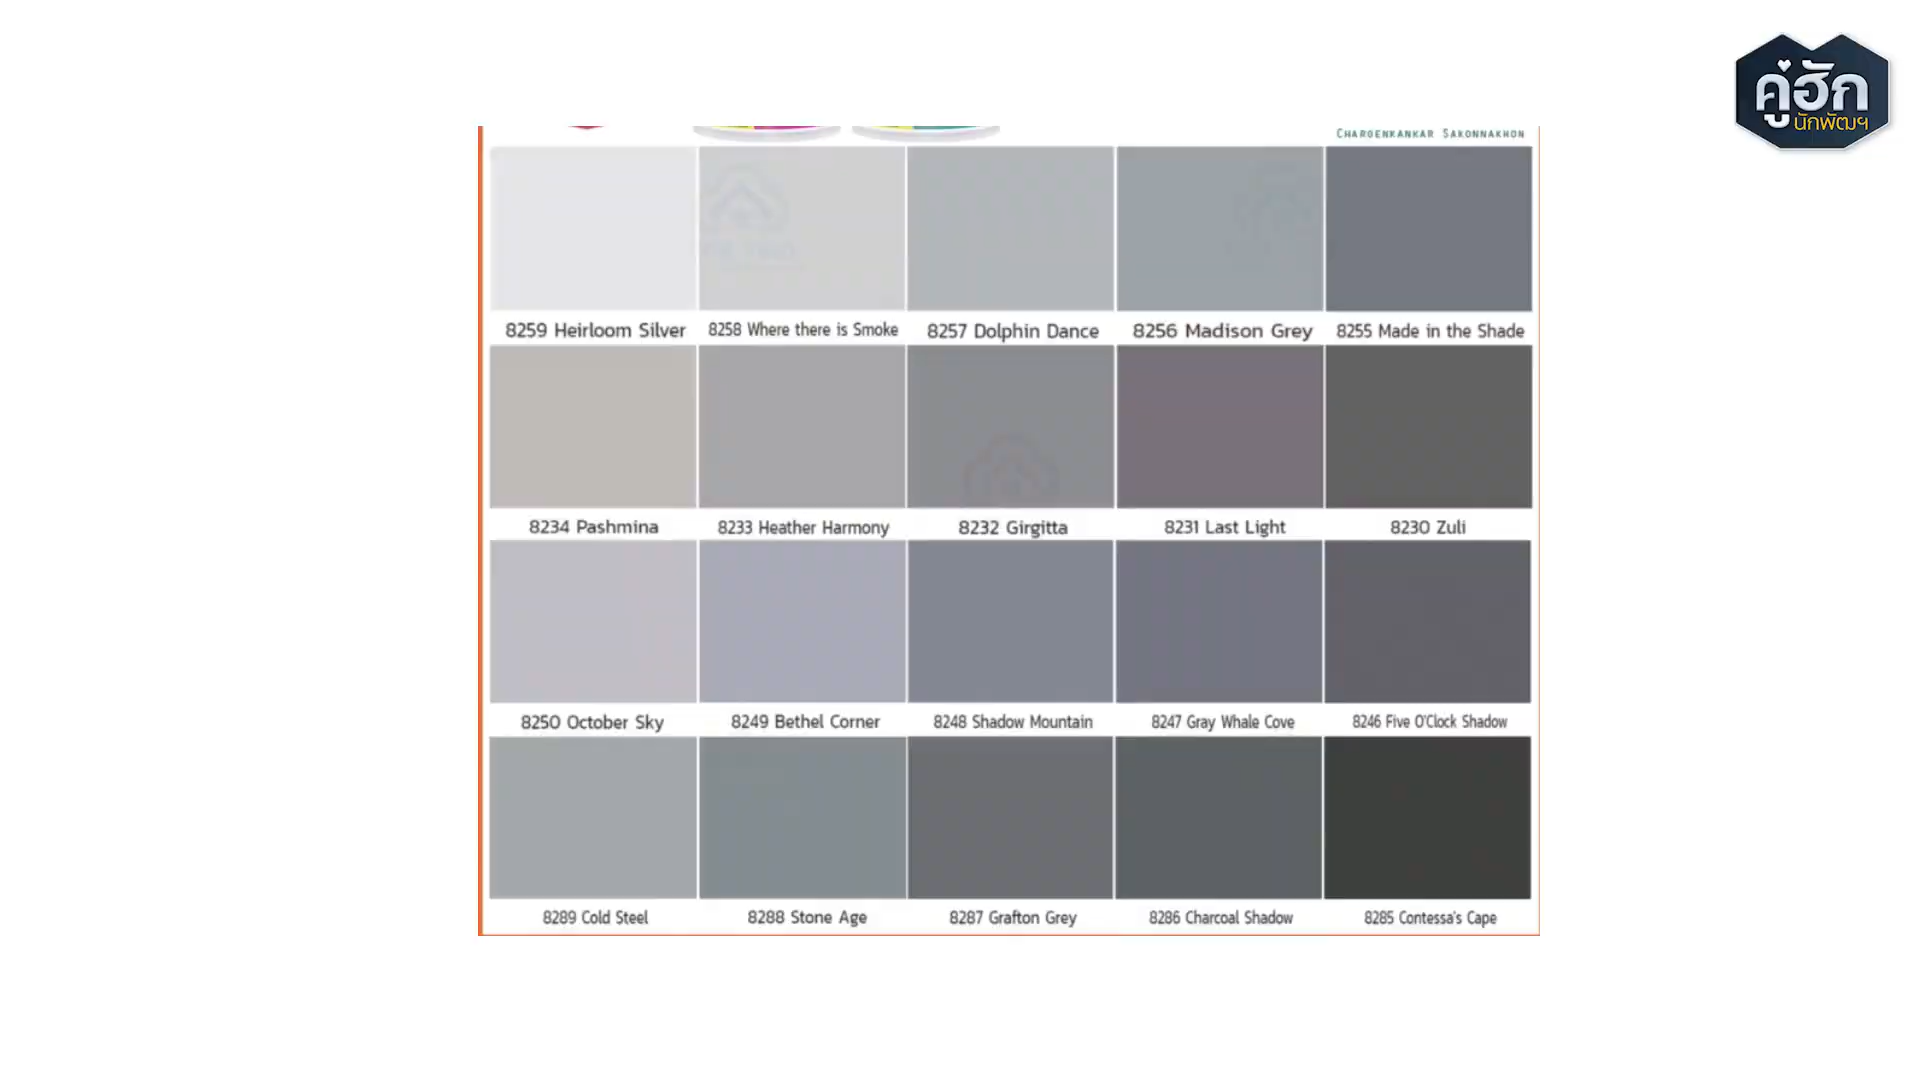 คู่ฮัก
นักพัฒฯ
CHAROENKANKAR SAKONNAKHON
8259 Heirloom Silver
8258 Where there is Smoke
8257 Dolphin Dance
8256 Madison Grey
8255 Made in the Shade
8234 Pashmina
8233 Heather Harmony
8232 Girgitta
8231 Last Light
8230 Zuli
8250 October Sky
8249 Bethel Corner
8248 Shadow Mountain
8247 Gray Whale Cove
8246 Five O'Clock Shadow
8289 Cold Steel
8288 Stone Age
8287 Grafton Grey
8286 Charcoal Shadow
8285 Contessa's Cape